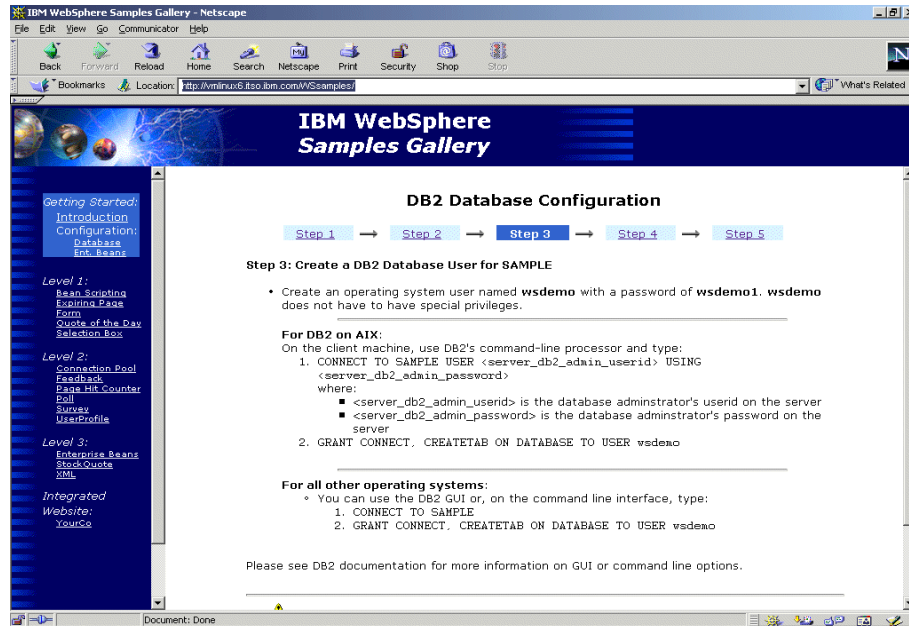 IBM WebSphere Samples Gallery - Netscape
File Edit View Go Communicator Help
Back Forward Reload Home Search Netscape Print Security Shop Stop
My
N
Bookmarks Location: http://vmlinux6.itso.ibm.com/WSsamples/ What's Related
IBM WebSphere
Samples Gallery
Getting Started:
Introduction
Configuration:
Database
Ent. Beans
Level 1:
Bean Scripting
Expiring Page
Form
Quote of the Day
Selection Box
Level 2:
Connection Pool
Feedback
Page Hit Counter
Poll
Survey
UserProfile
Level 3:
Enterprise Beans
StockQuote
XML
Integrated
Website:
YourCo
DB2 Database Configuration
Step 1 → Step 2 → Step 3 → Step 4 → Step 5
Step 3: Create a DB2 Database User for SAMPLE
• Create an operating system user named wsdemo with a password of wsdemo1. wsdemo
does not have to have special privileges.
For DB2 on AIX:
On the client machine, use DB2's command-line processor and type:
1. CONNECT TO SAMPLE USER <server_db2_admin_userid> USING
<server_db2_admin_password>
where:
■ <server_db2_admin_userid> is the database adminstrator's userid on the server
■ <server_db2_admin_password> is the database adminstrator's password on the
server
2. GRANT CONNECT, CREATETAB ON DATABASE TO USER wsdemo
For all other operating systems:
◦ You can use the DB2 GUI or, on the command line interface, type:
1. CONNECT TO SAMPLE
2. GRANT CONNECT, CREATETAB ON DATABASE TO USER wsdemo
Please see DB2 documentation for more information on GUI or command line options.
Document: Done